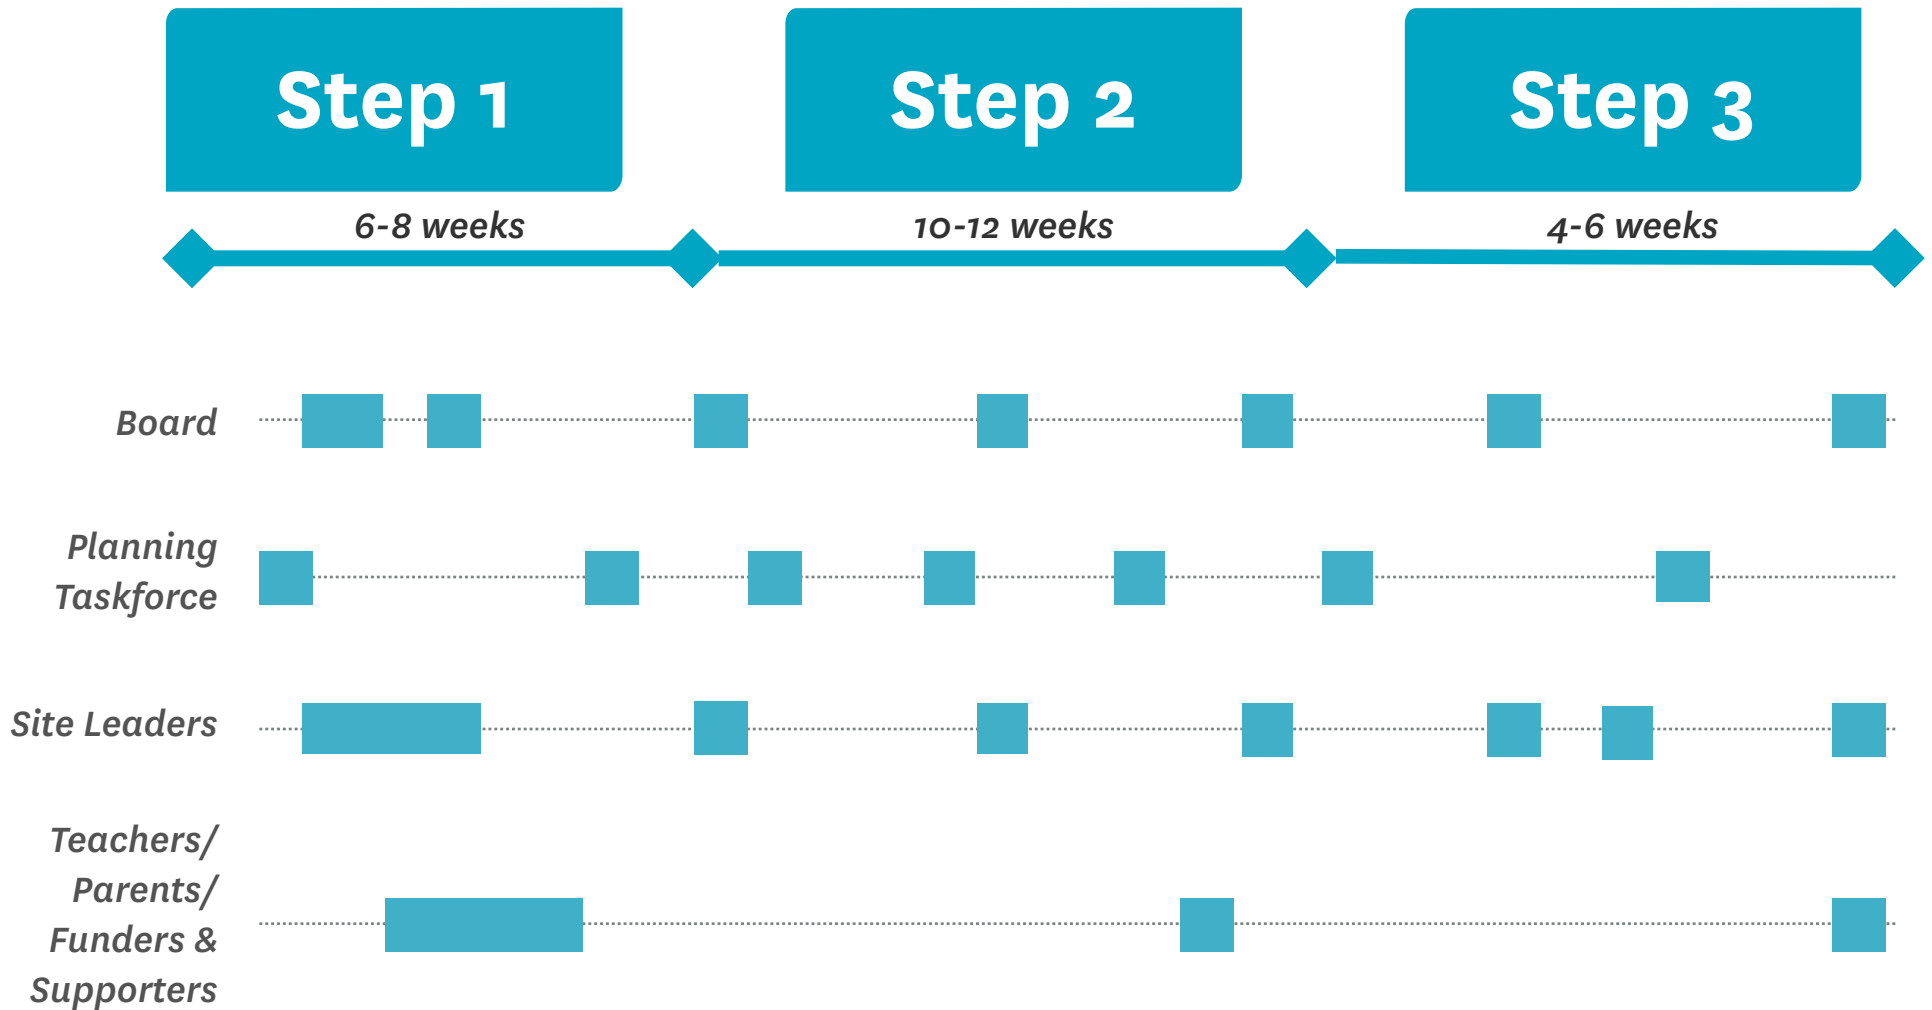 Step 1
Step 2
Step 3
6-8 weeks
10-12 weeks
4-6 weeks
Board
Planning
Taskforce
Site Leaders
Teachers/
Parents/
Funders &
Supporters